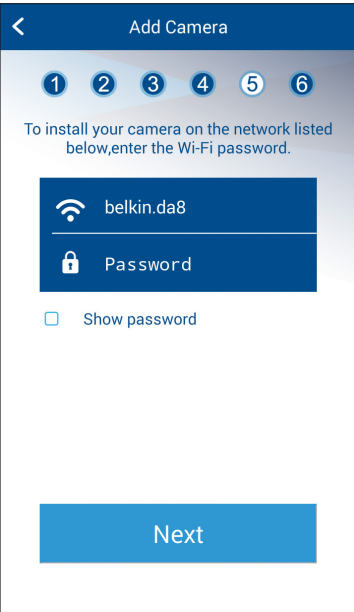 Add Camera
1 2 3 4 5 6
To install your camera on the network listed
below,enter the Wi-Fi password.
belkin.da8
Password
Show password
Next